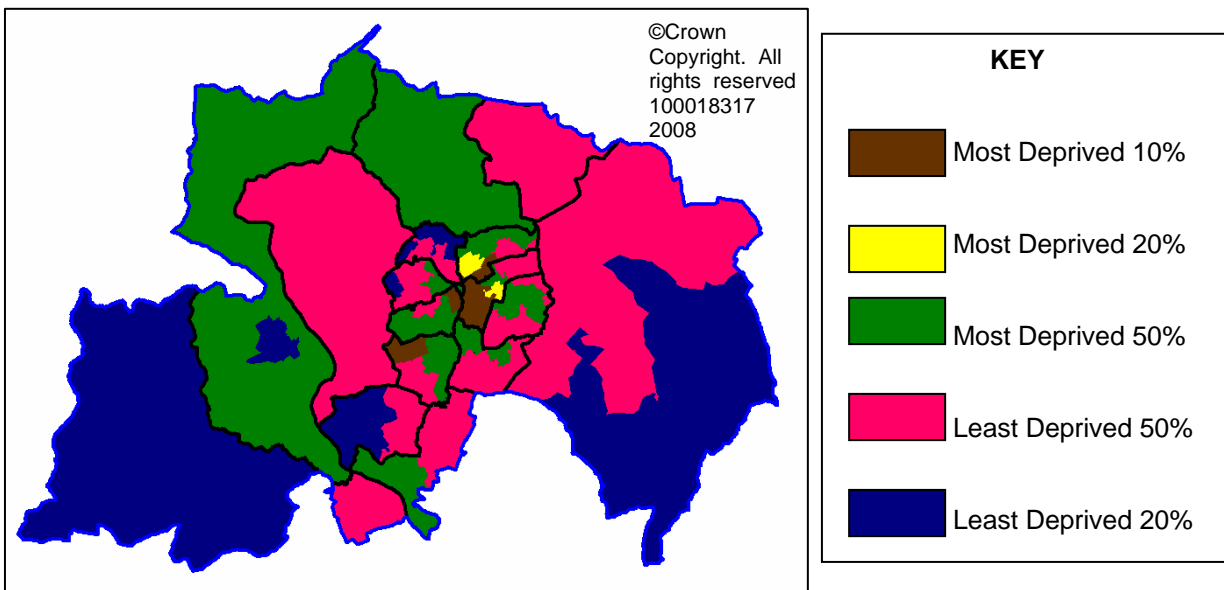 ©Crown
Copyright. All
rights reserved
100018317
2008
KEY
Most Deprived 10%
Most Deprived 20%
Most Deprived 50%
Least Deprived 50%
Least Deprived 20%